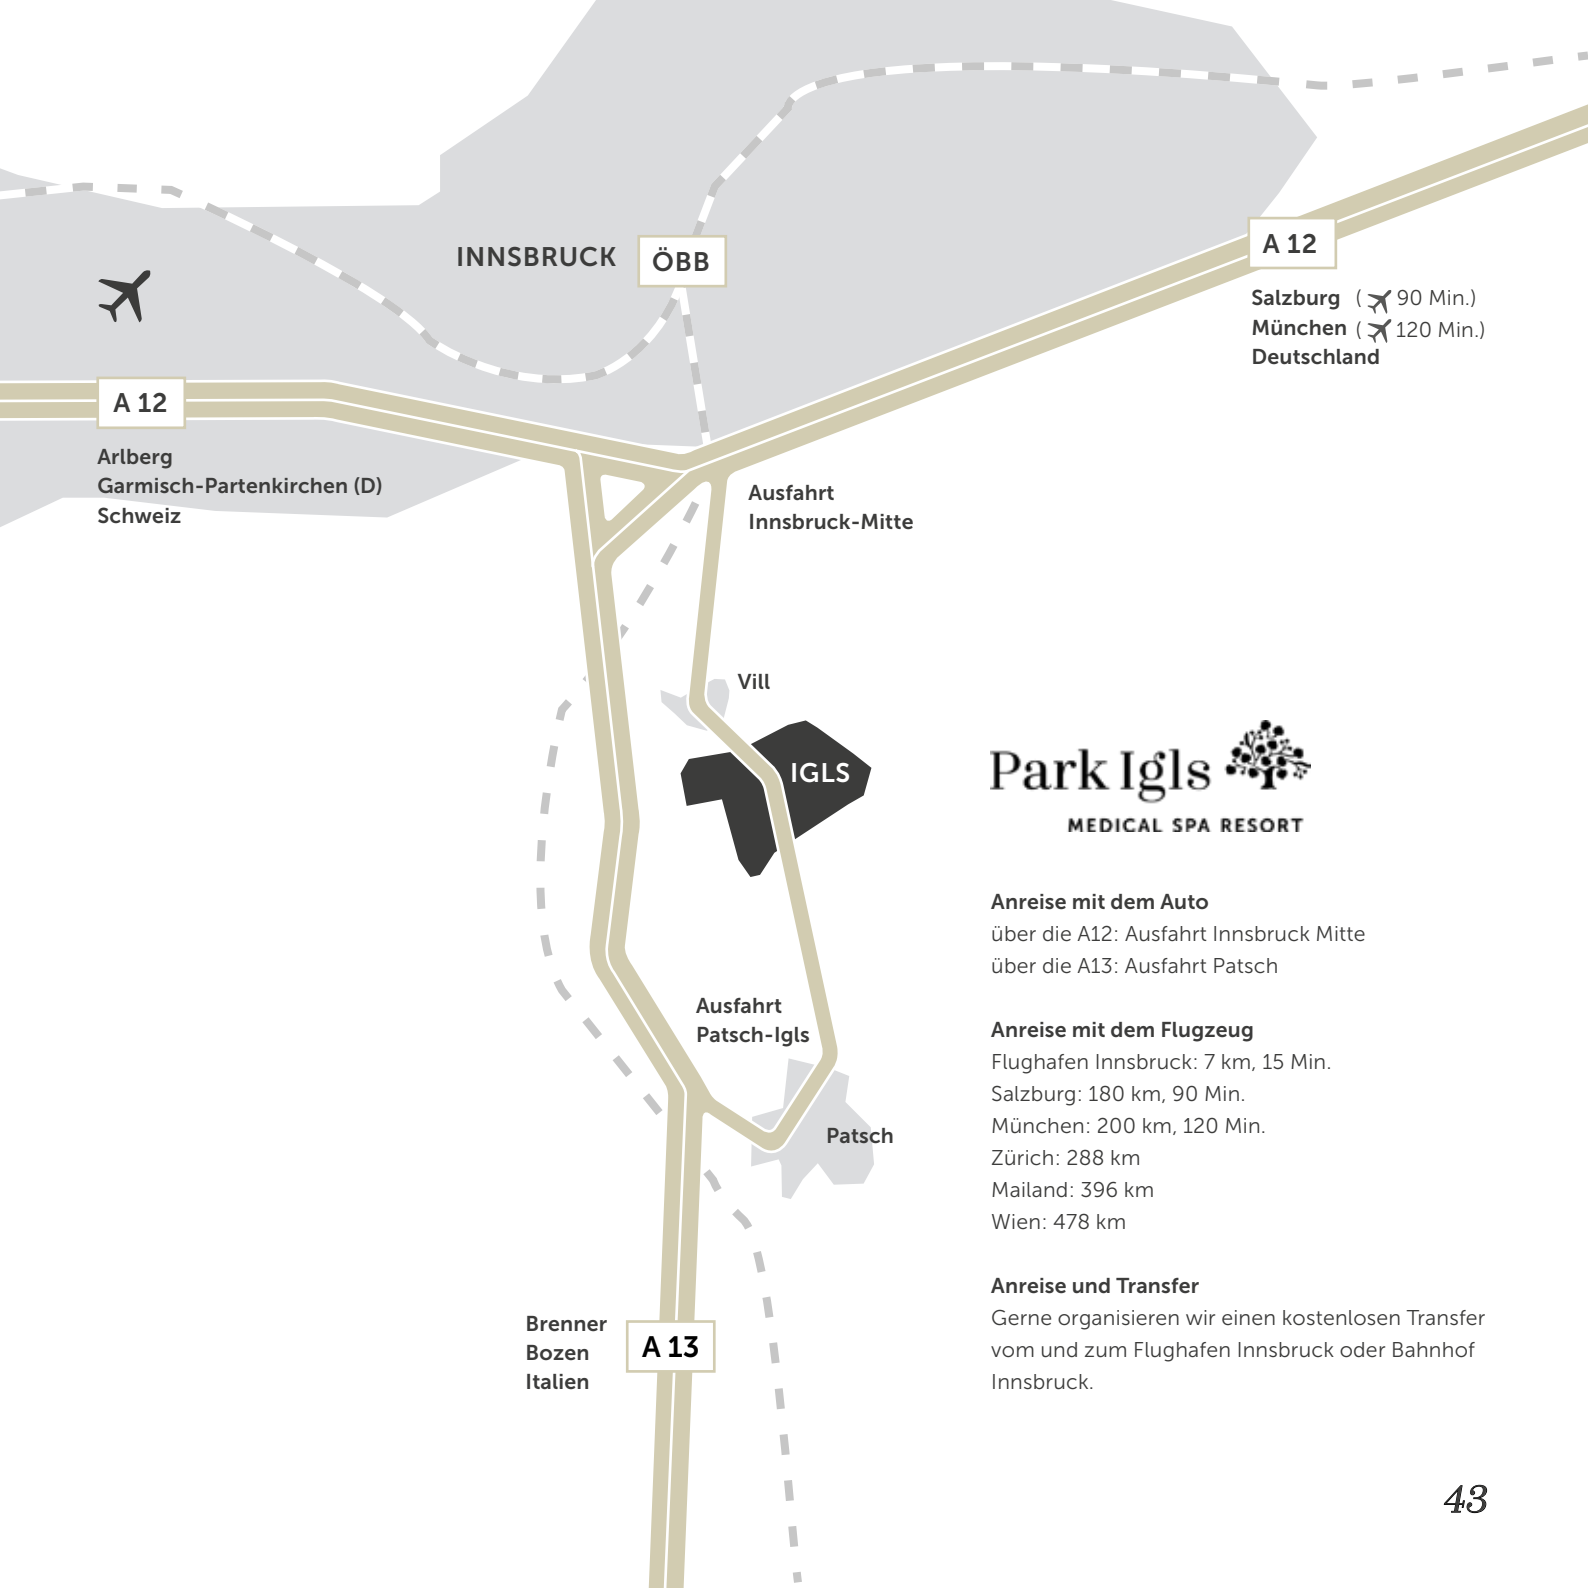 INNSBRUCK
ÖBB
A 12
Salzburg ( 90 Min.)
München ( 120 Min.)
Deutschland
A 12
Arlberg
Garmisch-Partenkirchen (D)
Schweiz
Ausfahrt
Innsbruck-Mitte
Vill
IGLS
Park Igls
MEDICAL SPA RESORT
Anreise mit dem Auto
über die A12: Ausfahrt Innsbruck Mitte
über die A13: Ausfahrt Patsch
Ausfahrt
Patsch-Igls
Patsch
Anreise mit dem Flugzeug
Flughafen Innsbruck: 7 km, 15 Min.
Salzburg: 180 km, 90 Min.
München: 200 km, 120 Min.
Zürich: 288 km
Mailand: 396 km
Wien: 478 km
Anreise und Transfer
Gerne organisieren wir einen kostenlosen Transfer
vom und zum Flughafen Innsbruck oder Bahnhof
Innsbruck.
Brenner
Bozen
Italien
A 13
43